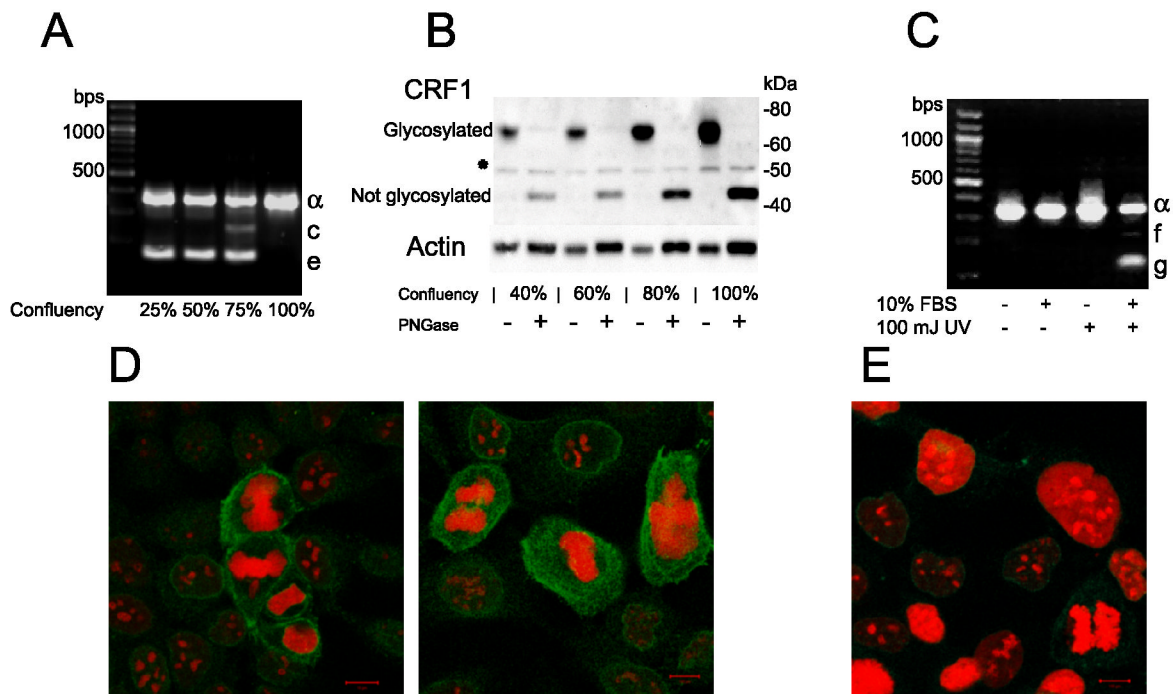 A
bps
1000
500
α
c
e
Confluency 25% 50% 75% 100%
B
CRF1
kDa
Glycosylated
*
Not glycosylated
-80
-60
-50
-40
Actin
Confluency | 40% | 60% | 80% | 100%
PNGase - + - + - + - +
C
bps
1000
500
α
f
g
10% FBS - + - +
100 mJ UV - - + +
D
E